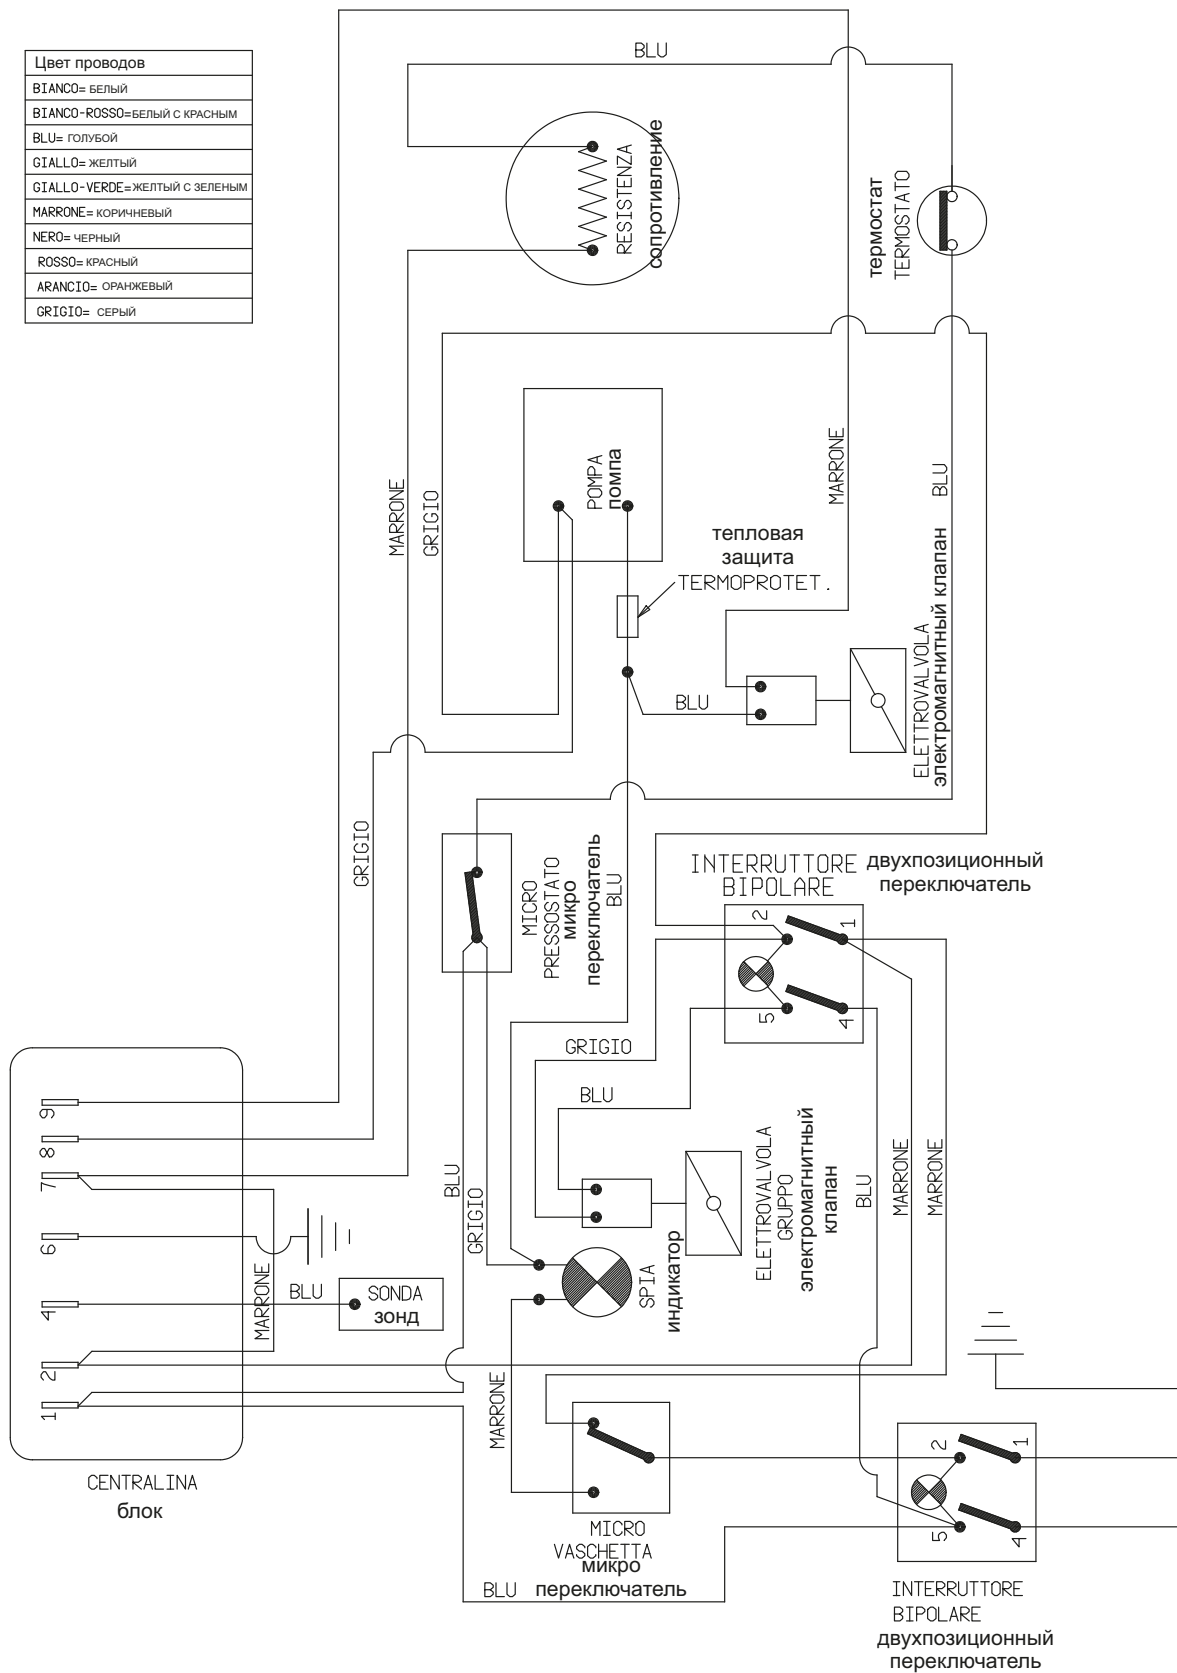 Цвет проводов
BIANCO= БЕЛЫЙ
BIANCO-ROSSO=БЕЛЫЙ С КРАСНЫМ
BLU= ГОЛУБОЙ
GIALLO= ЖЕЛТЫЙ
GIALLO-VERDE=ЖЕЛТЫЙ С ЗЕЛЕНЫМ
MARRONE= КОРИЧНЕВЫЙ
NERO= ЧЕРНЫЙ
ROSSO= КРАСНЫЙ
ARANCIO= ОРАНЖЕВЫЙ
GRIGIO= СЕРЫЙ
BLU
RESISTENZA
сопротивление
термостат
TERMOSTATO
MARRONE
GRIGIO
POMPA
помпа
MARRONE
BLU
тепловая
защита
TERMOPROTET.
BLU
ELETTROVALVOLA
электромагнитый клапан
GRIGIO
MICRO
PRESSOSTATO
микро
переключатель
BLU
INTERRUTTORE
BIPOLARE
двухпозиционный
переключатель
2
1
5
4
GRIGIO
BLU
BLU
GRIGIO
ELETTROVALVOLA
GRUPPO
электромагнитый
клапан
BLU
MARRONE
MARRONE
9
8
7
6
4
2
1
MARRONE
BLU
SONDA
зонд
SPIA
индикатор
MARRONE
CENTRALINA
блок
MICRO
VASCHETTA
микро
переключатель
BLU
2
1
5
4
INTERRUTTORE
BIPOLARE
двухпозиционный
переключатель